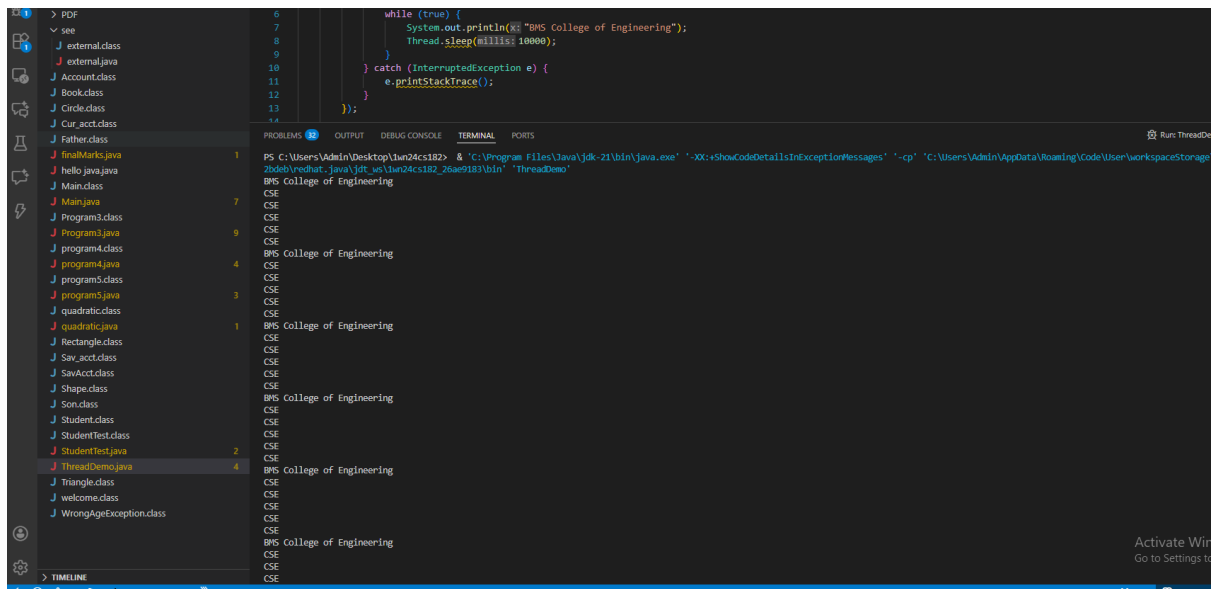 > PDF
see
J external.class
J external.java
J Account.class
J Book.class
J Circle.class
J Cur_acct.class
J Father.class
J finalMarks.java 1
J hello java.java
J Main.class
J Main.java 7
J Program3.class
J Program3.java 9
J program4.class
J program4.java 4
J program5.class
J program5.java 3
J quadratic.class
J quadratic.java 1
J Rectangle.class
J Sav_acct.class
J SavAcct.class
J Shape.class
J Son.class
J Student.class
J StudentTest.class
J StudentTest.java 2
J ThreadDemo.java 4
J Triangle.class
J welcome.class
J WrongAgeException.class
> TIMELINE
6 while (true) {
7 System.out.println(x: "BMS College of Engineering");
8 Thread.sleep(millis: 10000);
9 }
10 } catch (InterruptedException e) {
11 e.printStackTrace();
12 }
13 });
PROBLEMS 32 OUTPUT DEBUG CONSOLE TERMINAL PORTS
Run: ThreadDe
PS C:\Users\Admin\Desktop\1wn24cs182> & 'C:\Program Files\Java\jdk-21\bin\java.exe' '-XX:+ShowCodeDetailsInExceptionMessages' '-cp' 'C:\Users\Admin\AppData\Roaming\Code\User\workspaceStorage
2bdeb\redhat.java\jdt_ws\1wn24cs182_26ae9183\bin' 'ThreadDemo'
BMS College of Engineering
CSE
CSE
CSE
CSE
CSE
BMS College of Engineering
CSE
CSE
CSE
CSE
CSE
BMS College of Engineering
CSE
CSE
CSE
CSE
CSE
BMS College of Engineering
CSE
CSE
CSE
CSE
CSE
BMS College of Engineering
CSE
CSE
CSE
CSE
CSE
BMS College of Engineering
CSE
CSE
CSE
Activate Win
Go to Settings to